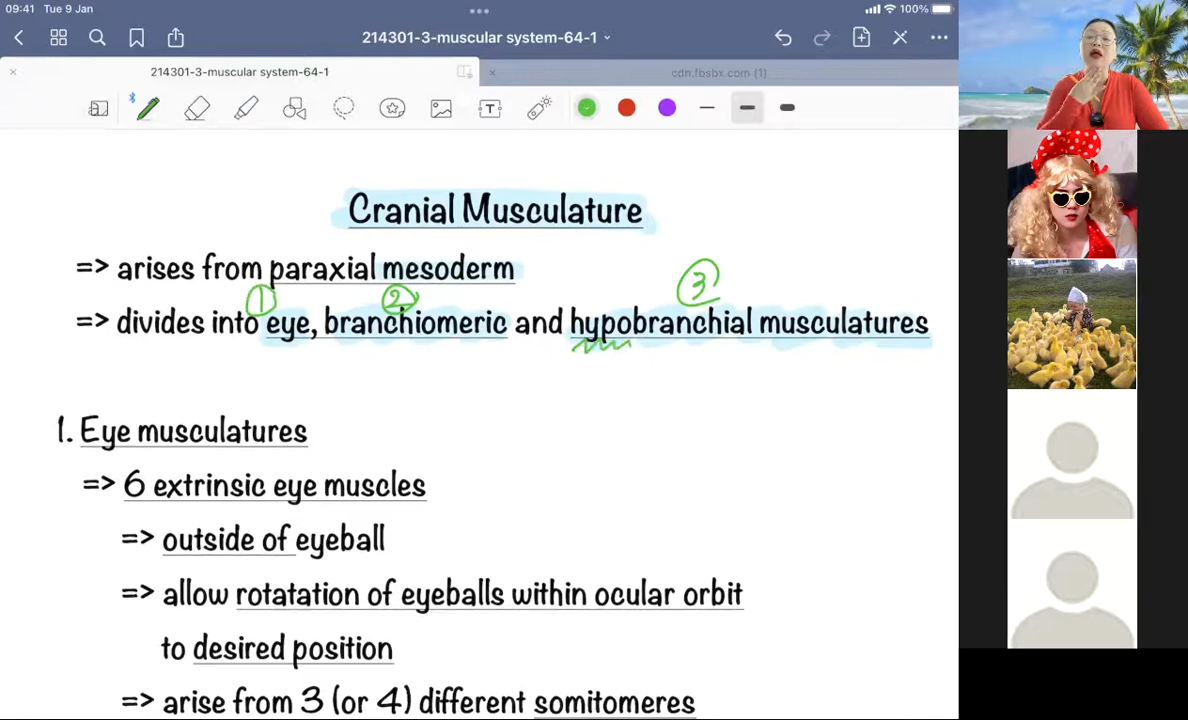 09:41 Tue 9 Jan
100%
214301-3-muscular system-64-1
214301-3-muscular system-64-1
cdn.fbsbx.com (1)
T
Cranial Musculature
=> arises from paraxial mesoderm
1 2 3
=> divides into eye, branchiomeric and hypobranchial musculatures
1. Eye musculatures
=> 6 extrinsic eye muscles
=> outside of eyeball
=> allow rotatation of eyeballs within ocular orbit
to desired position
=> arise from 3 (or 4) different somitomeres